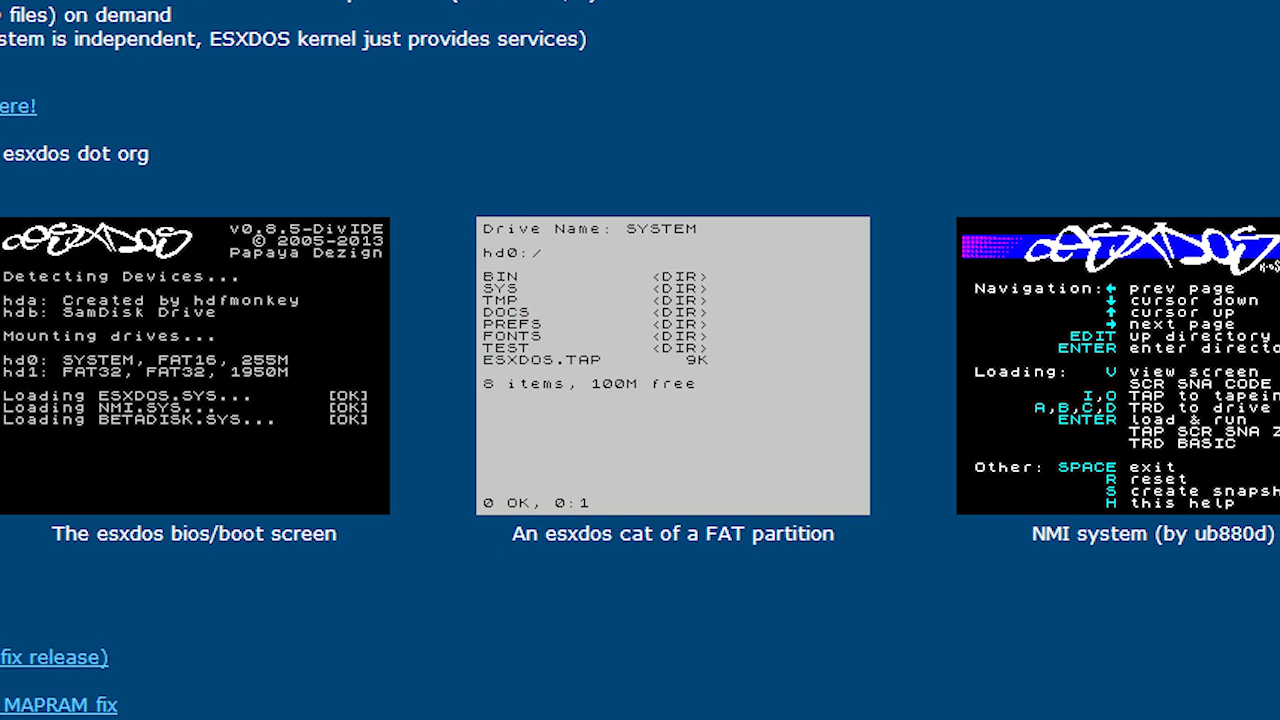 files) on demand
stem is independent, ESXDOS kernel just provides services)
ere!
esxdos dot org
esxDOS
v0.8.5-DivIDE
© 2005-2013
Papaya Dezign
Detecting Devices...
hda: Created by hdfmonkey
hdb: SamDisk Drive
Mounting drives...
hd0: SYSTEM, FAT16, 255M
hd1: FAT32, FAT32, 1950M
Loading ESXDOS.SYS... [OK]
Loading NMI.SYS... [OK]
Loading BETADISK.SYS... [OK]
The esxdos bios/boot screen
Drive Name: SYSTEM
hd0:/
BIN <DIR>
SYS <DIR>
TMP <DIR>
DOCS <DIR>
PREFS <DIR>
FONTS <DIR>
TEST <DIR>
ESXDOS.TAP 9K
8 items, 100M free
0 OK, 0:1
An esxdos cat of a FAT partition
esxDOS
Navigation: ← prev page
↓ cursor down
↑ cursor up
→ next page
EDIT up directory
ENTER enter directo
Loading: V view screen
SCR SNA CODE
I,O TAP to tapein
A,B,C,D TRD to drive
ENTER load & run
TAP SCR SNA Z
TRD BASIC
Other: SPACE exit
R reset
S create snapsh
H this help
NMI system (by ub880d)
fix release)
MAPRAM fix